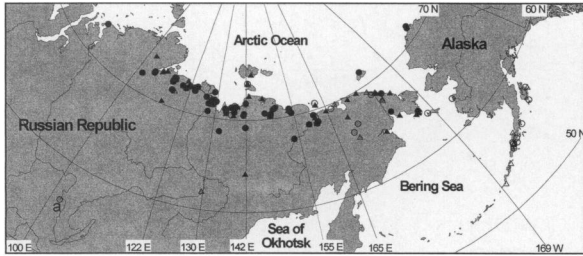 70 N
60 N
Arctic Ocean
Alaska
Russian Republic
50 N
a
Bering Sea
Sea of
Okhotsk
100 E
122 E
130 E
142 E
155 E
165 E
169 W